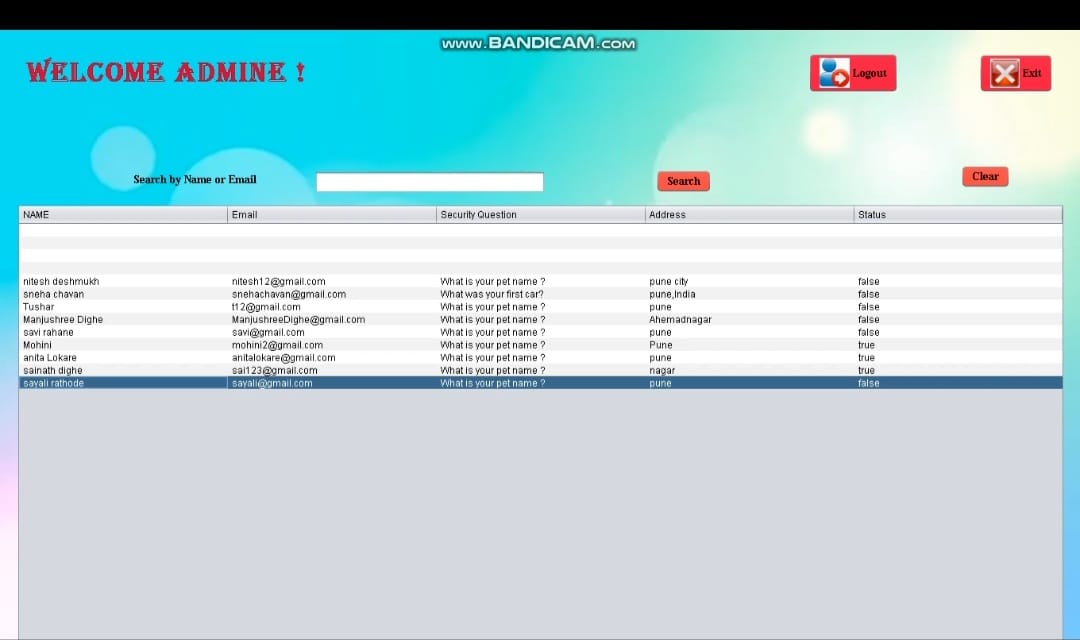 www.BANDICAM.com
WELCOME ADMINE !
Logout
Exit
Search by Name or Email
Search
Clear
NAME Email Security Question Address Status
nitesh deshmukh nitesh12@gmail.com What is your pet name ? pune city false
sneha chavan snehachavan@gmail.com What was your first car? pune,India false
Tushar t12@gmail.com What is your pet name ? pune false
Manjushree Dighe ManjushreeDighe@gmail.com What is your pet name ? Ahemadnagar false
savi rahane savi@gmail.com What is your pet name ? pune false
Mohini mohini2@gmail.com What is your pet name ? Pune true
anita Lokare anitalokare@gmail.com What is your pet name ? pune true
sainath dighe sai123@gmail.com What is your pet name ? nagar true
sayali rathode sayali@gmail.com What is your pet name ? pune false